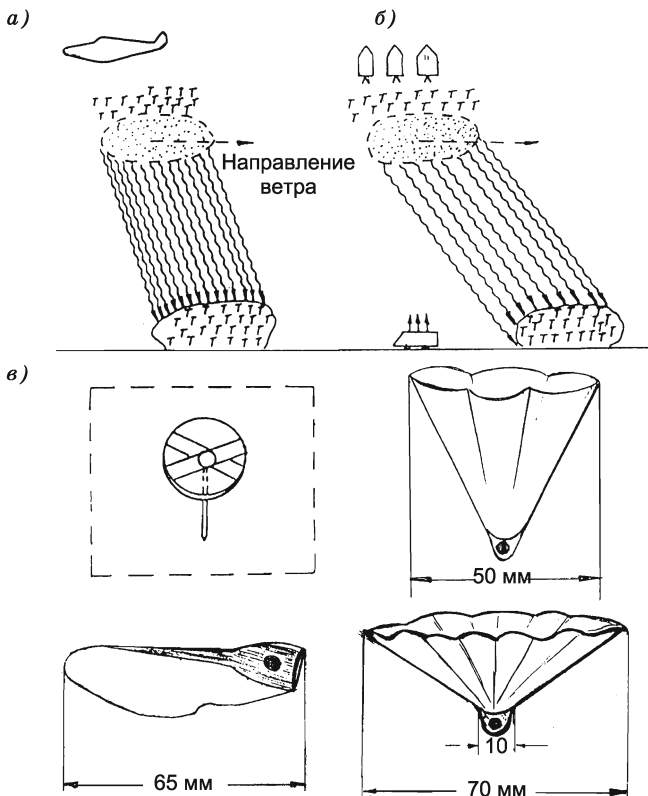 а)
б)
Направление
ветра
в)
50 мм
65 мм
10
70 мм